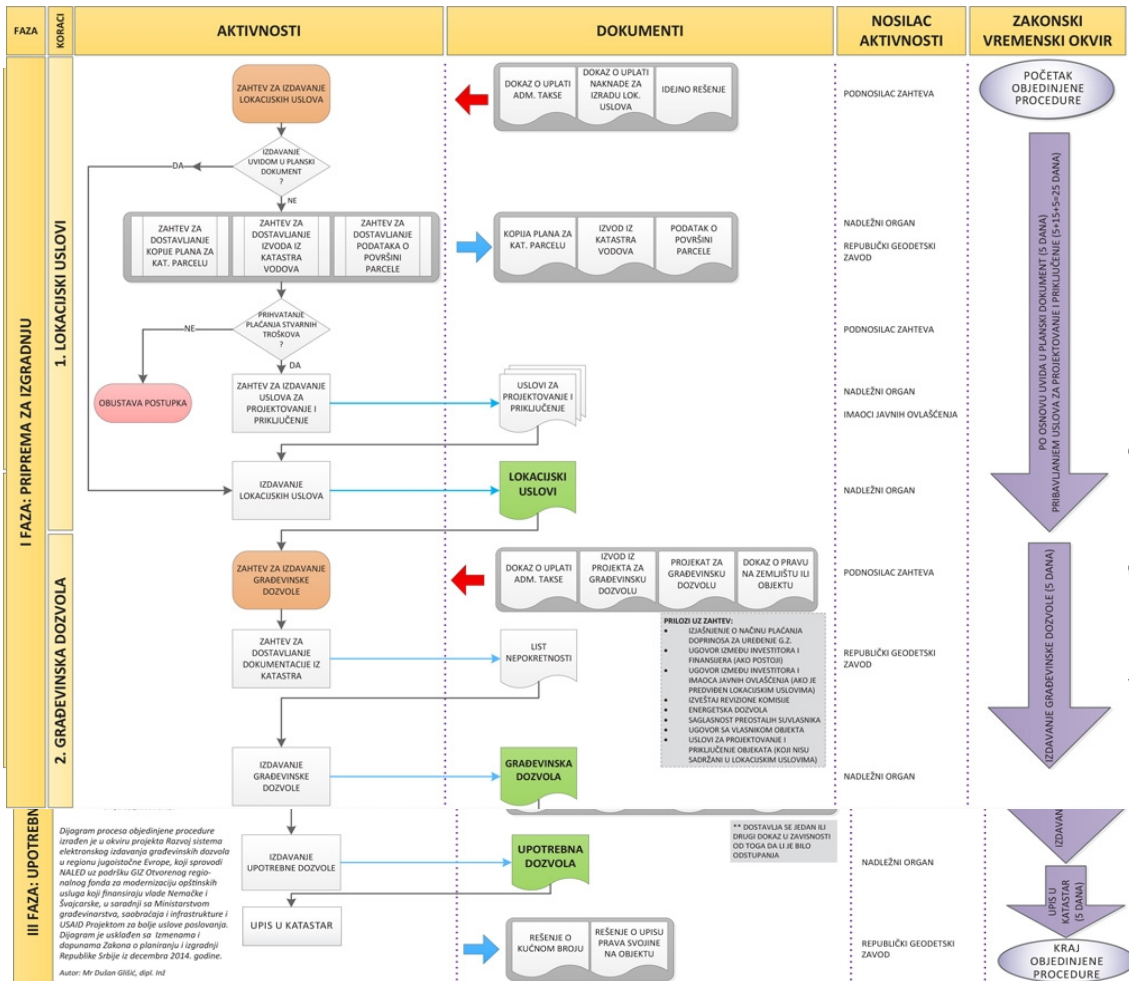 FAZA
KORACI
AKTIVNOSTI
DOKUMENTI
NOSILAC
AKTIVNOSTI
ZAKONSKI
VREMENSKI OKVIR
I FAZA: PRIPREMA ZA IZGRADNJU
1. LOKACIJSKI USLOVI
ZAHTEV ZA IZDAVANJE
LOKACIJSKIH USLOVA
DOKAZ O UPLATI
ADM. TAKSE
DOKAZ O UPLATI
NAKNADE ZA
IZRADU LOK.
USLOVA
IDEJNO REŠENJE
PODNOSILAC ZAHTEVA
POČETAK
OBJEDINJENE
PROCEDURE
IZDAVANJE
UVIDOM U PLANSKI
DOKUMENT
?
DA
NE
ZAHTEV ZA
DOSTAVLJANJE
KOPIJE PLANA ZA
KAT. PARCELU
ZAHTEV ZA
DOSTAVLJANJE
IZVODA IZ
KATASTRA
VODOVA
ZAHTEV ZA
DOSTAVLJANJE
PODATAKA O
POVRŠINI
PARCELE
KOPIJA PLANA ZA
KAT. PARCELU
IZVOD IZ
KATASTRA
VODOVA
PODATAK O
POVRŠINI
PARCELE
NADLEŽNI ORGAN
REPUBLIČKI GEODETSKI
ZAVOD
PO OSNOVU UVIDA U PLANSKI DOKUMENT (5 DANA)
PRIBAVLJANJEM USLOVA ZA PROJEKTOVANJE I PRIKLJUČENJE (5+15+5=25 DANA)
PRIHVATANJE
PLAĆANJA STVARNIH
TROŠKOVA
?
NE
DA
PODNOSILAC ZAHTEVA
OBUSTAVA POSTUPKA
ZAHTEV ZA IZDAVANJE
USLOVA ZA
PROJEKTOVANJE I
PRIKLJUČENJE
USLOVI ZA
PROJEKTOVANJE I
PRIKLJUČENJE
NADLEŽNI ORGAN
IMAOCI JAVNIH OVLAŠĆENJA
IZDAVANJE
LOKACIJSKIH USLOVA
LOKACIJSKI
USLOVI
NADLEŽNI ORGAN
2. GRAĐEVINSKA DOZVOLA
ZAHTEV ZA IZDAVANJE
GRAĐEVINSKE
DOZVOLE
DOKAZ O UPLATI
ADM. TAKSE
IZVOD IZ
PROJEKTA ZA
GRAĐEVINSKU
DOZVOLU
PROJEKAT ZA
GRAĐEVINSKU
DOZVOLU
DOKAZ O PRAVU
NA ZEMLJIŠTU ILI
OBJEKTU
PODNOSILAC ZAHTEVA
IZDAVANJE GRAĐEVINSKE DOZVOLE (5 DANA)
ZAHTEV ZA
DOSTAVLJANJE
DOKUMENTACIJE IZ
KATASTRA
LIST
NEPOKRETNOSTI
PRILOZI UZ ZAHTEV:
• IZJAŠNJENJE O NAČINU PLAĆANJA
DOPRINOSA ZA UREĐENJE G.Z.
• UGOVOR IZMEĐU INVESTITORA I
FINANSIJERA (AKO POSTOJI)
• UGOVOR IZMEĐU INVESTITORA I
IMAOCA JAVNIH OVLAŠĆENJA (AKO JE
PREDVIĐEN LOKACIJSKIM USLOVIMA)
• IZVEŠTAJ REVIZIONE KOMISIJE
• ENERGETSKA DOZVOLA
• SAGLASNOST PREOSTALIH SUVLASNIKA
• UGOVOR SA VLASNIKOM OBJEKTA
• USLOVI ZA PROJEKTOVANJE I
PRIKLJUČENJE OBJEKATA (KOJI NISU
SADRŽANI U LOKACIJSKIM USLOVIMA)
REPUBLIČKI GEODETSKI
ZAVOD
IZDAVANJE
GRAĐEVINSKE
DOZVOLE
GRAĐEVINSKA
DOZVOLA
NADLEŽNI ORGAN
III FAZA: UPOTREBN
Dijagram procesa objedinjene procedure
izrađen je u okviru projekta Razvoj sistema
elektronskog izdavanja građevinskih dozvola
u regionu jugoistočne Evrope, koji sprovodi
NALED uz podršku GIZ Otvorenog regio-
nalnog fonda za modernizaciju opštinskih
usluga koji finansiraju vlade Nemačke i
Švajcarske, u saradnji sa Ministarstvom
građevinarstva, saobraćaja i infrastrukture i
USAID Projektom za bolje uslove poslovanja.
Dijagram je usklađen sa Izmenama i
dopunama Zakona o planiranju i izgradnji
Republike Srbije iz decembra 2014. godine.
Autor: Mr Dušan Glišić, dipl. Inž
IZDAVANJE
UPOTREBNE DOZVOLE
UPOTREBNA
DOZVOLA
** DOSTAVLJA SE JEDAN ILI
DRUGI DOKAZ U ZAVISNOSTI
OD TOGA DA LI JE BILO
ODSTUPANJA
NADLEŽNI ORGAN
IZDAVAN
UPIS U KATASTAR
UPIS U
KATASTAR
(5 DANA)
REŠENJE O
KUĆNOM BROJU
REŠENJE O UPISU
PRAVA SVOJINE
NA OBJEKTU
REPUBLIČKI GEODETSKI
ZAVOD
KRAJ
OBJEDINJENE
PROCEDURE